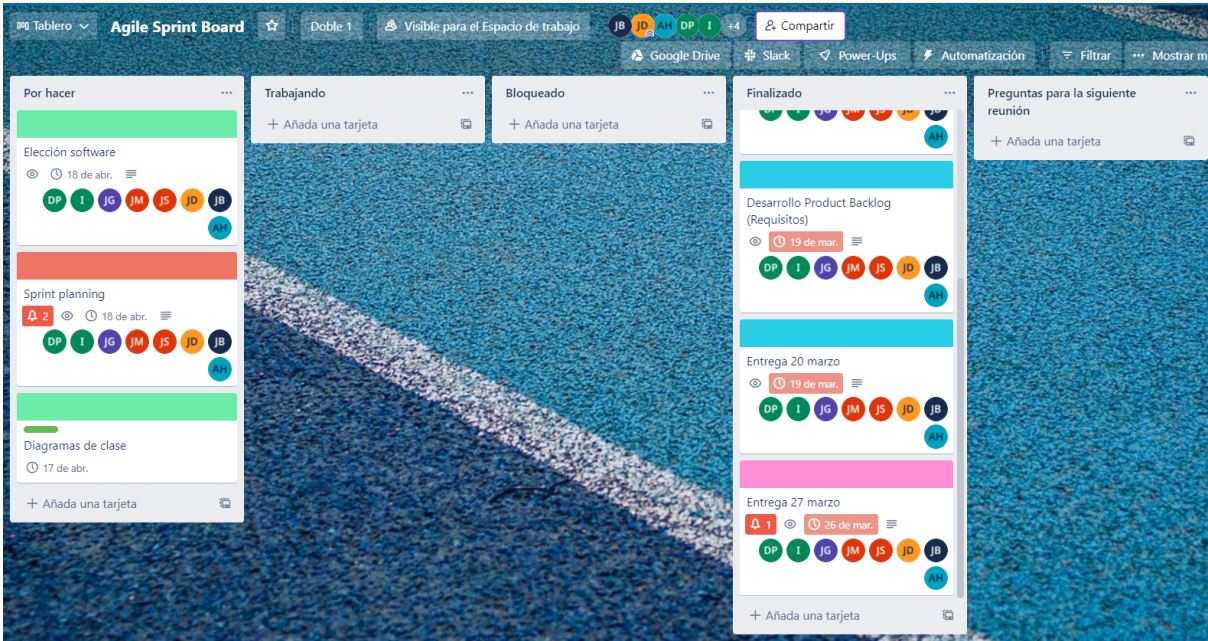 Tablero
Agile Sprint Board
Doble 1
Visible para el Espacio de trabajo
JB JD AH DP I +4
Compartir
Google Drive
Slack
Power-Ups
Automatización
Filtrar
Mostrar m
Por hacer
Elección software
18 de abr.
DP I JG JM JS JD JB
AH
Sprint planning
2
18 de abr.
DP I JG JM JS JD JB
AH
Diagramas de clase
17 de abr.
+ Añada una tarjeta
Trabajando
+ Añada una tarjeta
Bloqueado
+ Añada una tarjeta
Finalizado
AH
Desarrollo Product Backlog
(Requisitos)
19 de mar.
DP I JG JM JS JD JB
AH
Entrega 20 marzo
19 de mar.
DP I JG JM JS JD JB
AH
Entrega 27 marzo
1
26 de mar.
DP I JG JM JS JD JB
AH
+ Añada una tarjeta
Preguntas para la siguiente
reunión
+ Añada una tarjeta